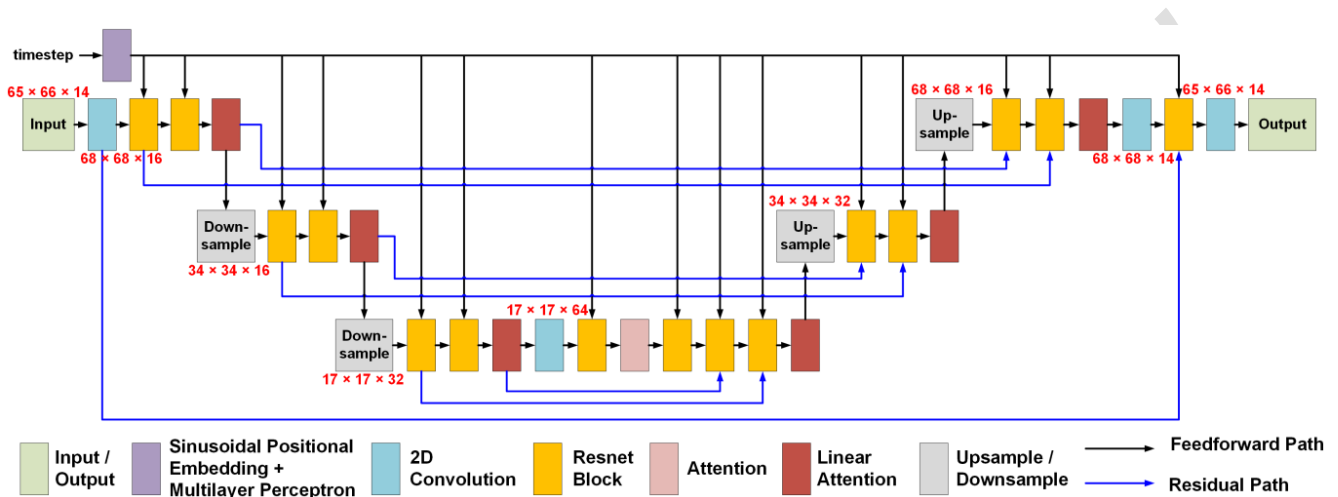 timestep
65 × 66 × 14
Input
68 × 68 × 16
68 × 68 × 16
Up-
sample
68 × 68 × 14
65 × 66 × 14
Output
Down-
sample
34 × 34 × 16
34 × 34 × 32
Up-
sample
Down-
sample
17 × 17 × 32
17 × 17 × 64
Input /
Output
Sinusoidal Positional
Embedding +
Multilayer Perceptron
2D
Convolution
Resnet
Block
Attention
Linear
Attention
Upsample /
Downsample
Feedforward Path
Residual Path